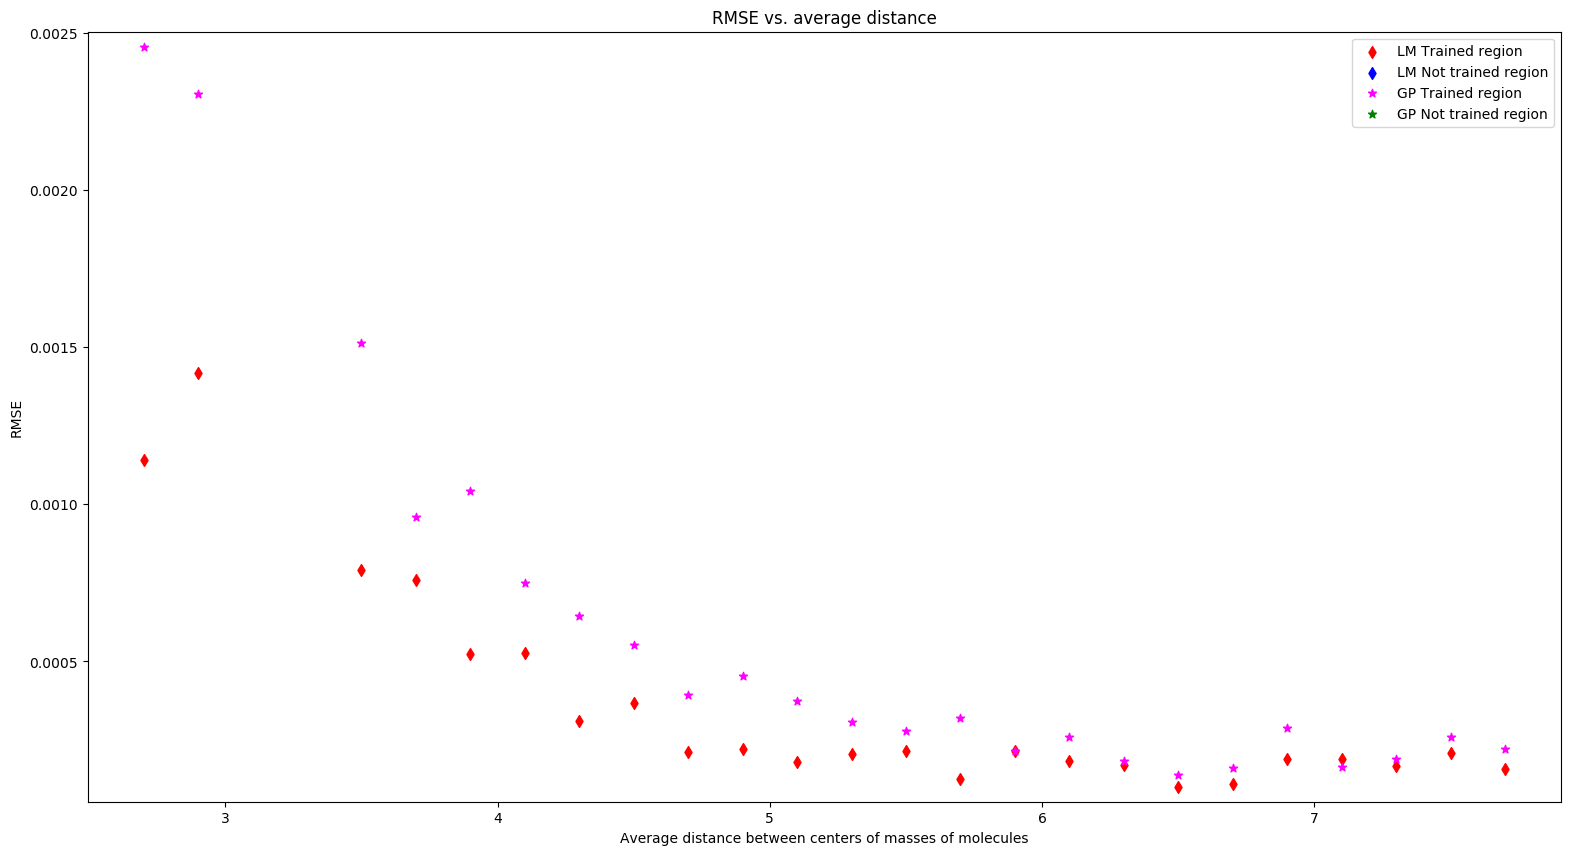 RMSE vs. average distance
0.0025
0.0020
0.0015
0.0010
0.0005
RMSE
LM Trained region
LM Not trained region
GP Trained region
GP Not trained region
3 4 5 6 7
Average distance between centers of masses of molecules